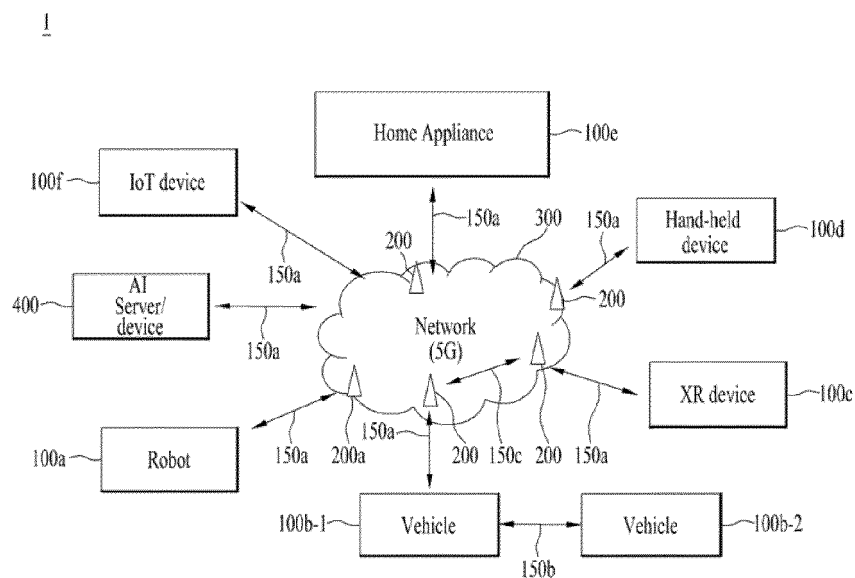 1
Home Appliance
100e
100f
IoT device
150a
150a
200
300
150a
Hand-held
device
100d
400
AI
Server/
device
150a
200
Network
(5G)
XR device
100c
100a
Robot
150a
200a
150a
200
150c
200
150a
100b-1
Vehicle
150b
Vehicle
100b-2